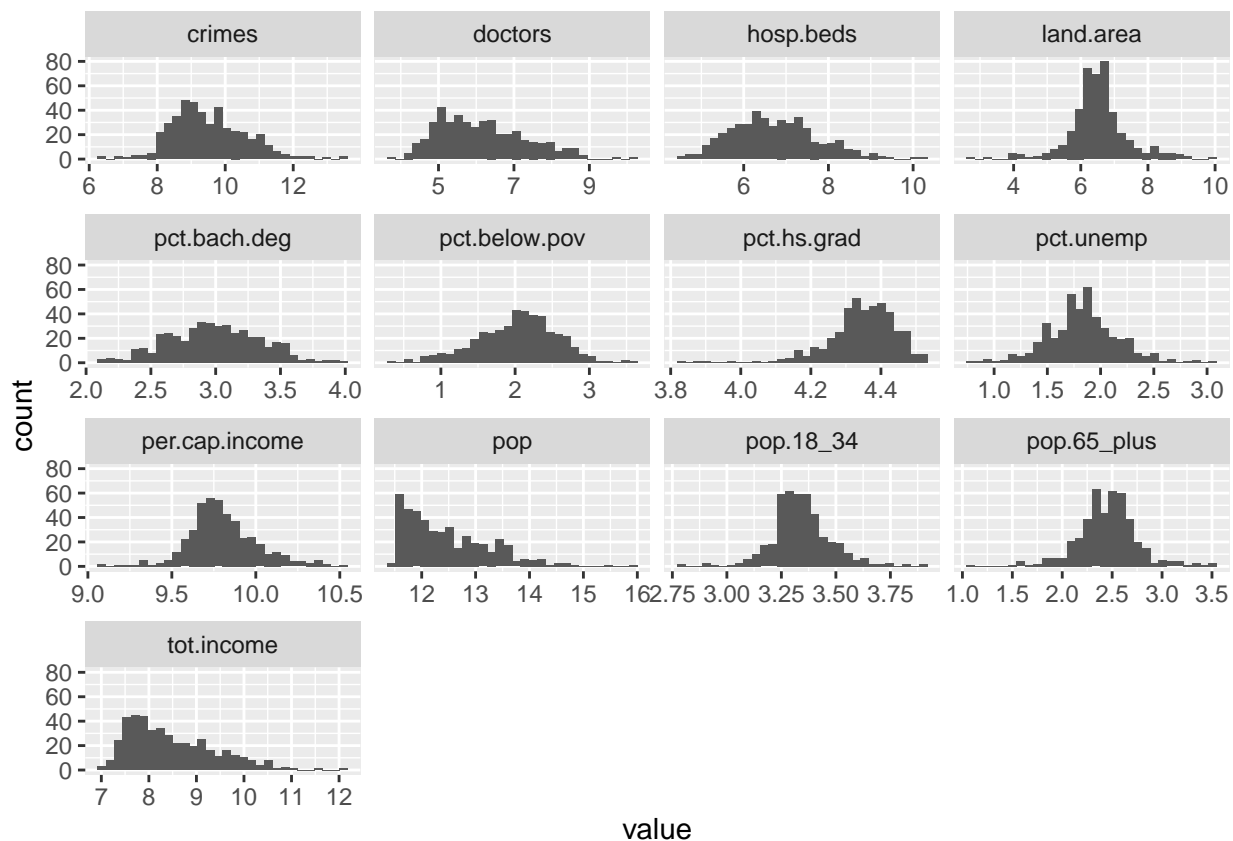 crimes doctors hosp.beds land.area
80
60
40
20
0
6 8 10 12 5 7 9 6 8 10 4 6 8 10
pct.bach.deg pct.below.pov pct.hs.grad pct.unemp
80
60
40
20
0
2.0 2.5 3.0 3.5 4.0 1 2 3 3.8 4.0 4.2 4.4 1.0 1.5 2.0 2.5 3.0
count
per.cap.income pop pop.18_34 pop.65_plus
80
60
40
20
0
9.0 9.5 10.0 10.5 12 13 14 15 16 2.75 3.00 3.25 3.50 3.75 1.0 1.5 2.0 2.5 3.0 3.5
tot.income
80
60
40
20
0
7 8 9 10 11 12
value